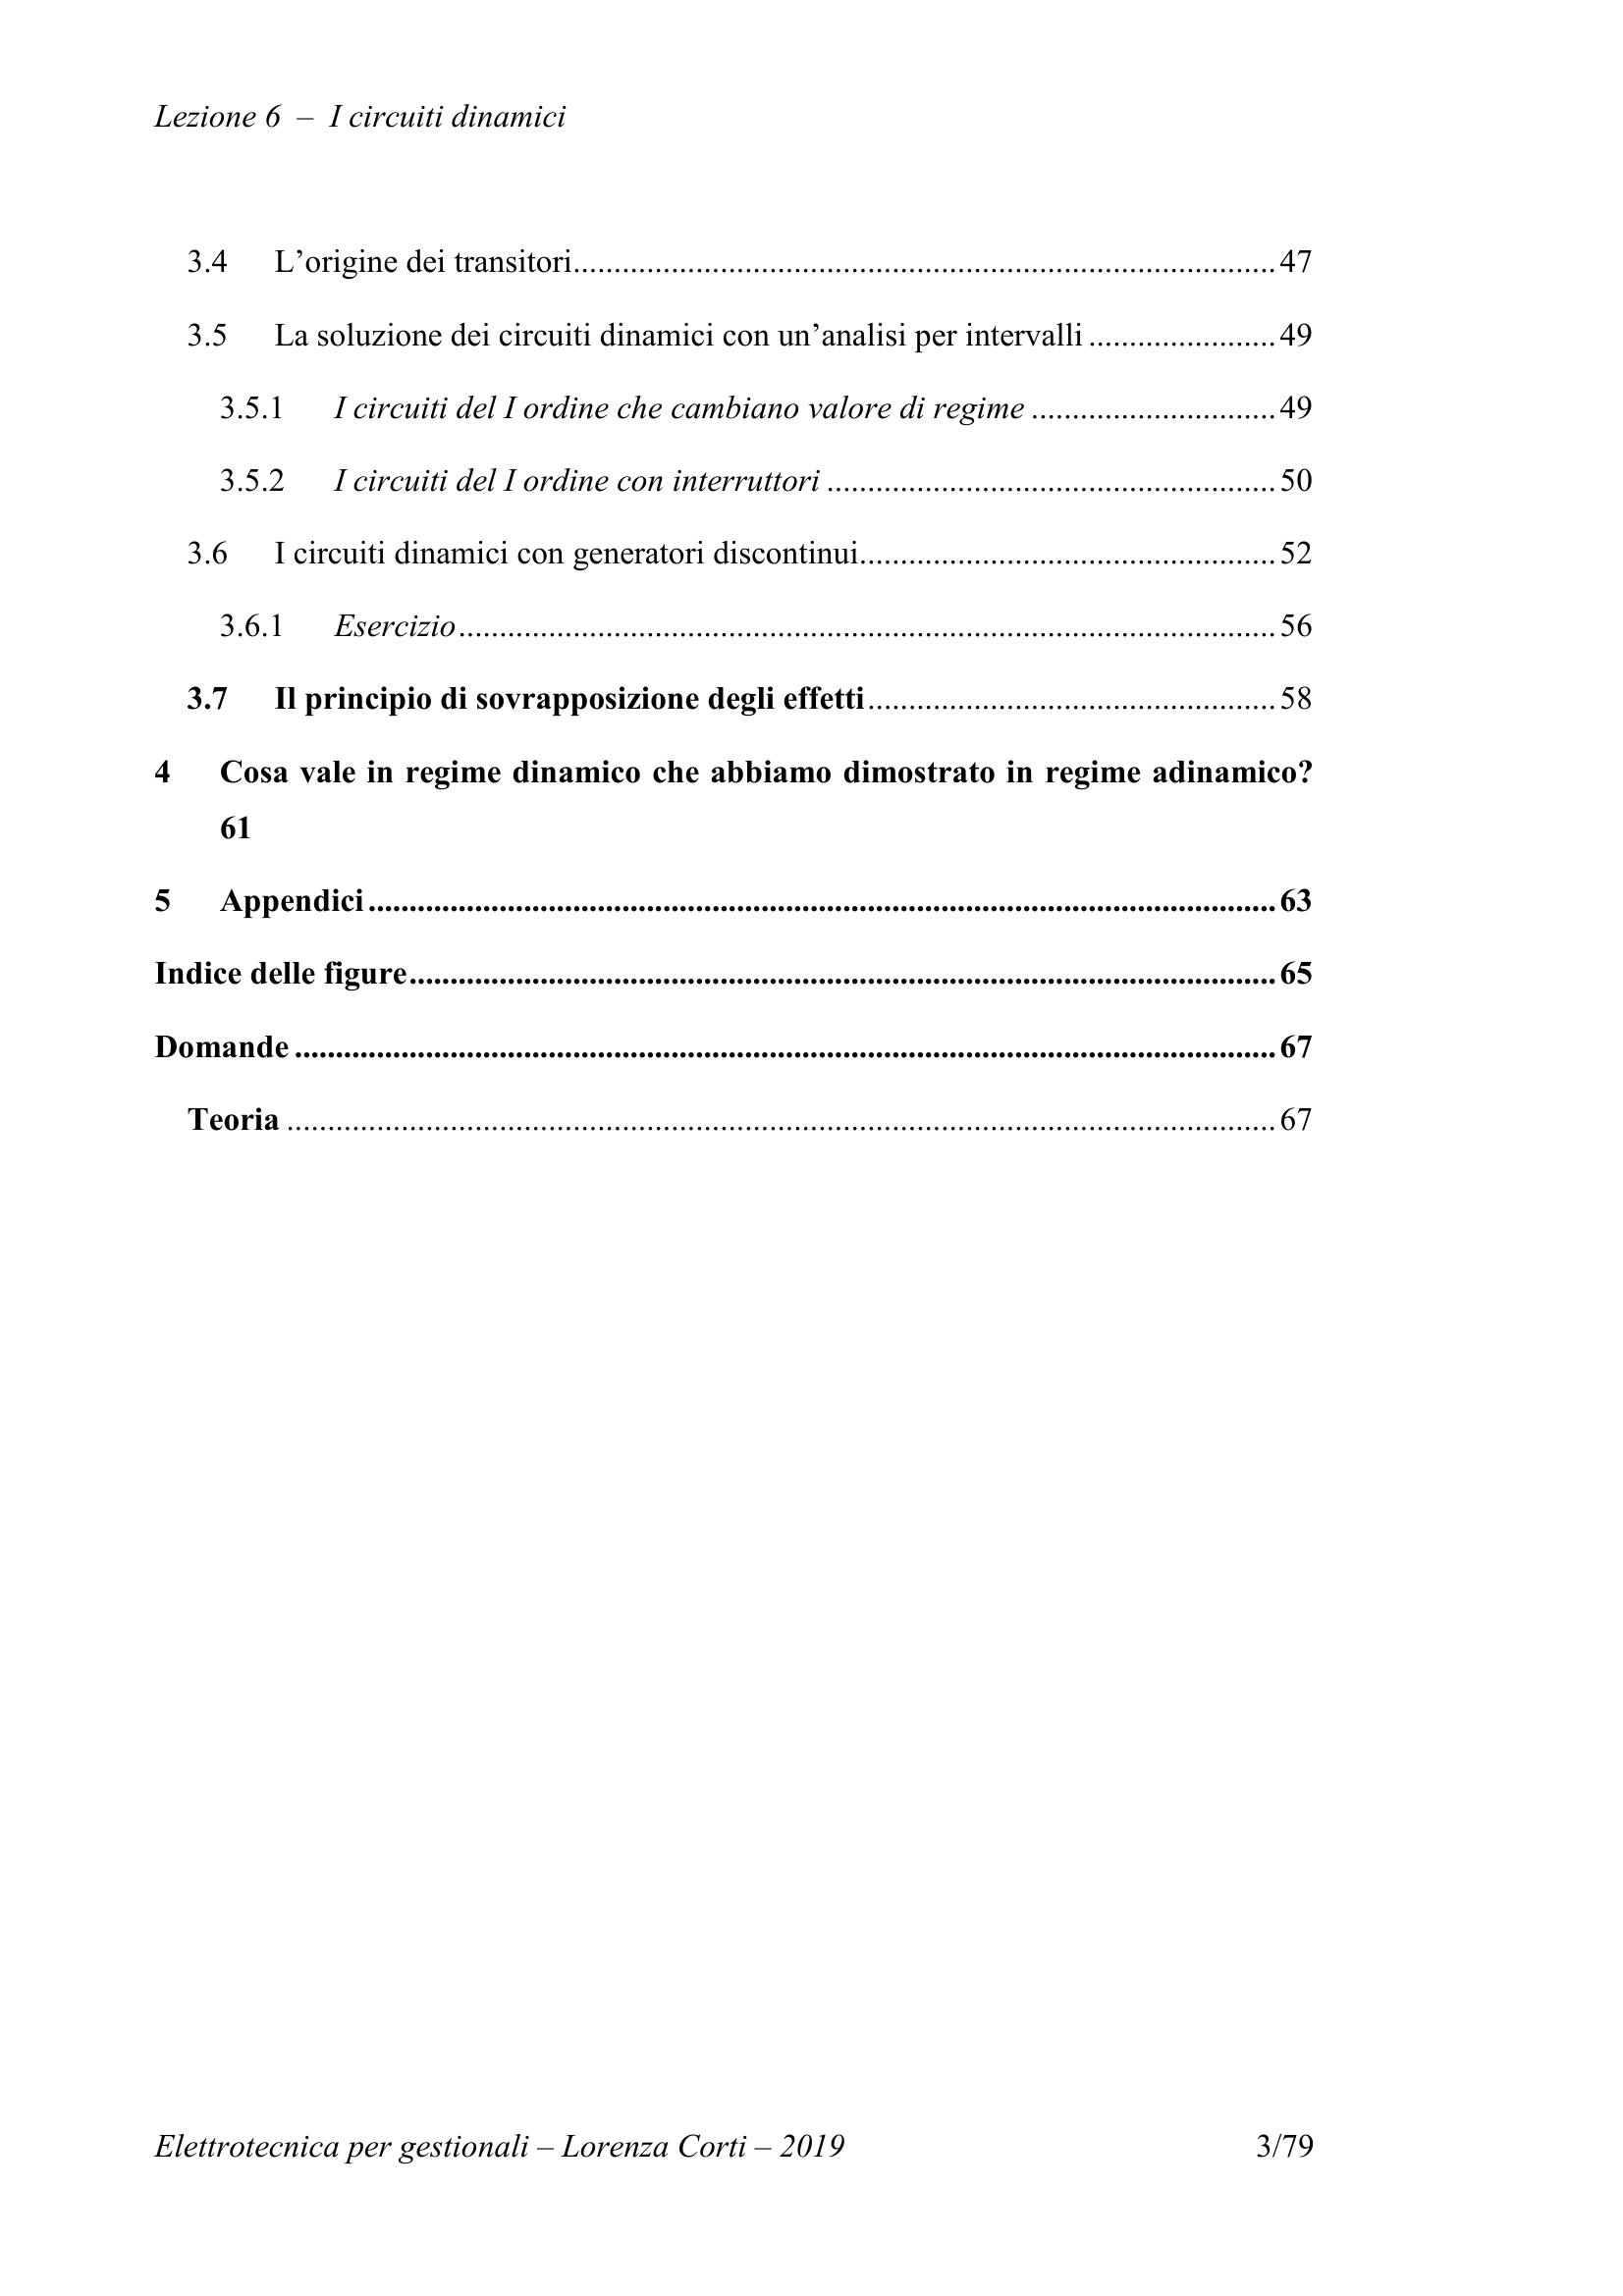 Lezione 6 – I circuiti dinamici
3.4 L’origine dei transitori.....................................................................................47
3.5 La soluzione dei circuiti dinamici con un’analisi per intervalli .......................49
3.5.1 I circuiti del I ordine che cambiano valore di regime ..............................49
3.5.2 I circuiti del I ordine con interruttori .......................................................50
3.6 I circuiti dinamici con generatori discontinui...................................................52
3.6.1 Esercizio....................................................................................................56
3.7 Il principio di sovrapposizione degli effetti..................................................58
4 Cosa vale in regime dinamico che abbiamo dimostrato in regime adinamico?
61
5 Appendici ...............................................................................................................63
Indice delle figure..........................................................................................................65
Domande ........................................................................................................................67
Teoria .........................................................................................................................67
Elettrotecnica per gestionali – Lorenza Corti – 2019 3/79